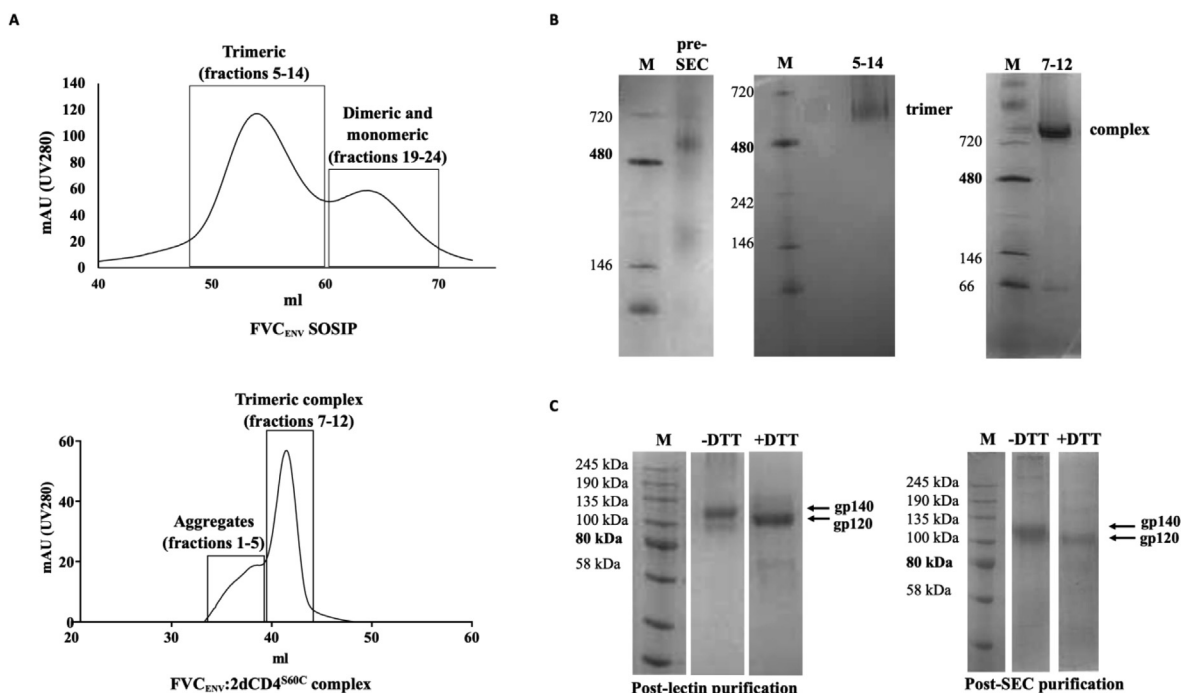 A
Trimeric
(fractions 5-14)
Dimeric and
monomeric
(fractions 19-24)
mAU (UV280)
140
120
100
80
60
40
20
0
40
50
60
70
ml
FVCENV SOSIP
Trimeric complex
(fractions 7-12)
Aggregates
(fractions 1-5)
mAU (UV280)
60
40
20
0
20
30
40
50
60
ml
FVCENV:2dCD4S60C complex
B
M
pre-
SEC
720
480
146
M
5-14
720
480
242
146
trimer
M
7-12
720
480
146
66
complex
C
M
-DTT
+DTT
245 kDa
190 kDa
135 kDa
100 kDa
80 kDa
58 kDa
gp140
gp120
Post-lectin purification
M
-DTT
+DTT
245 kDa
190 kDa
135 kDa
100 kDa
80 kDa
58 kDa
gp140
gp120
Post-SEC purification